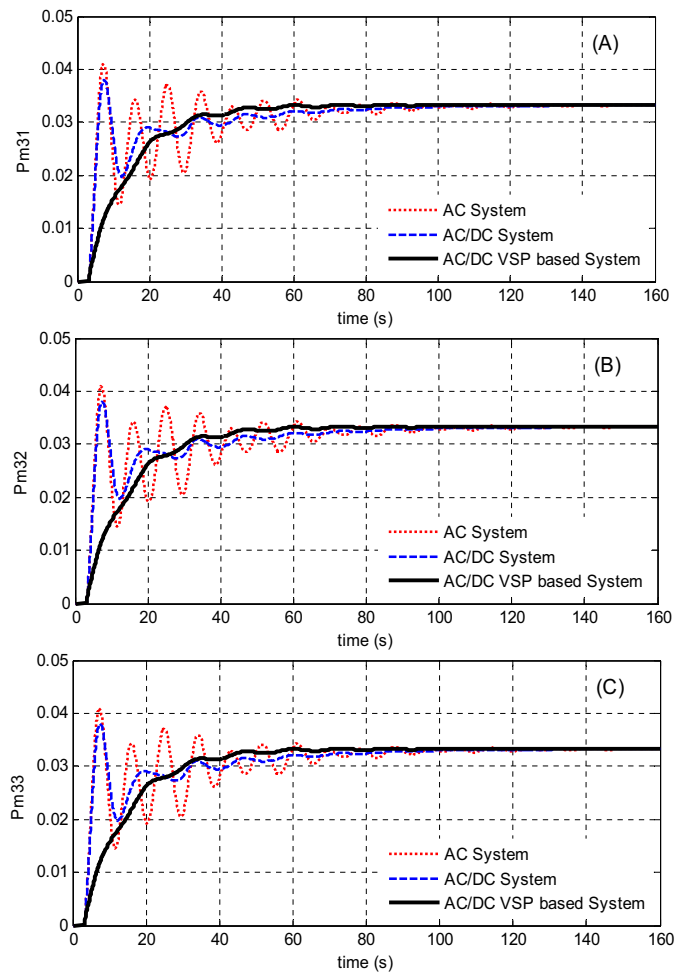 (A)
0.05
0.04
0.03
0.02
0.01
0
Pm31
AC System
AC/DC System
AC/DC VSP based System
0 20 40 60 80 100 120 140 160
time (s)
(B)
0.05
0.04
0.03
0.02
0.01
0
Pm32
AC System
AC/DC System
AC/DC VSP based System
0 20 40 60 80 100 120 140 160
time (s)
(C)
0.05
0.04
0.03
0.02
0.01
0
Pm33
AC System
AC/DC System
AC/DC VSP based System
0 20 40 60 80 100 120 140 160
time (s)